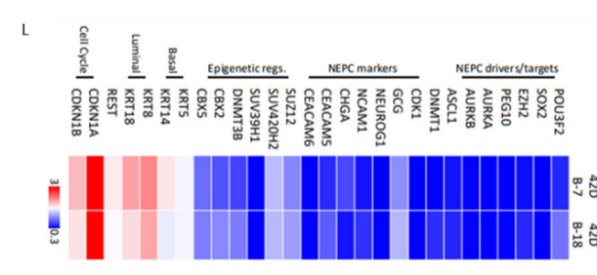 L
Cell Cycle
Luminal
Basal
Epigenetic regs.
NEPC markers
NEPC drivers/targets
CDKN1B
CDKN1A
REST
KRT18
KRT8
KRT14
KRT5
CBX5
CBX2
DNMT3B
SUV39H1
SUV420H2
SUZ12
CEACAM6
CEACAM5
CHGA
NCAM1
NEUROG1
GCG
CDK1
DNMT1
ASCL1
AURKB
AURKA
PEG10
EZH2
SOX2
POU3F2
42D
B-7
42D
B-18
3
0.3